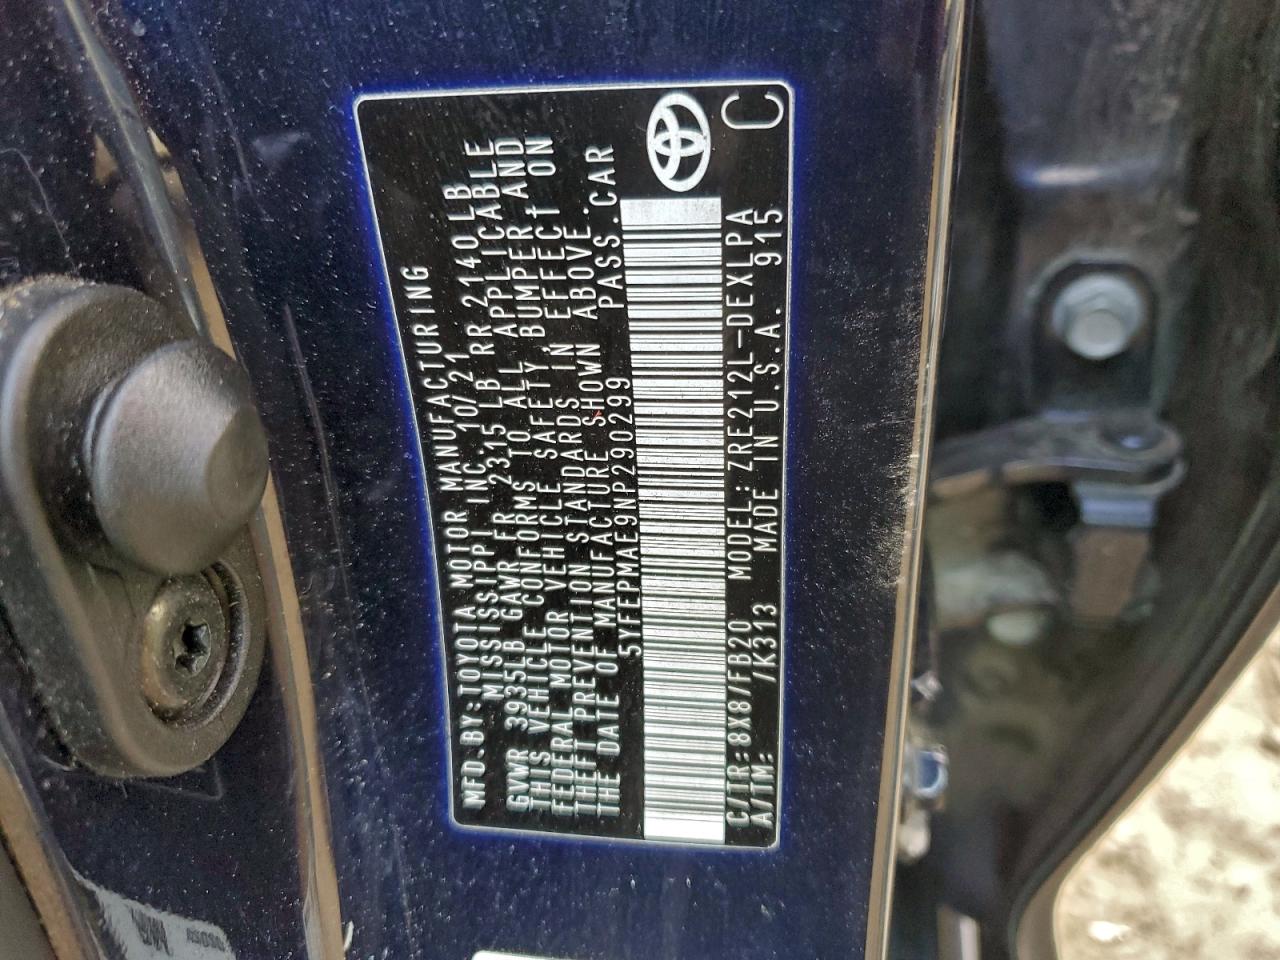 MFD.BY:TOYOTA MOTOR MANUFACTURING
MISSISSIPPI INC. 10/21
GVWR 3935LB GAWR FR 2315LB RR 2140LB
THIS VEHICLE CONFORMS TO ALL APPLICABLE
FEDERAL MOTOR VEHICLE SAFETY, BUMPER AND
THEFT PREVENTION STANDARDS IN EFFECT ON
THE DATE OF MANUFACTURE SHOWN ABOVE.
5YFEPMAE9NP290299 PASS.CAR
C/TR:8X8/FB20 MODEL:ZRE212L-DEXLPA
A/TM: /K313 MADE IN U.S.A. 915
C